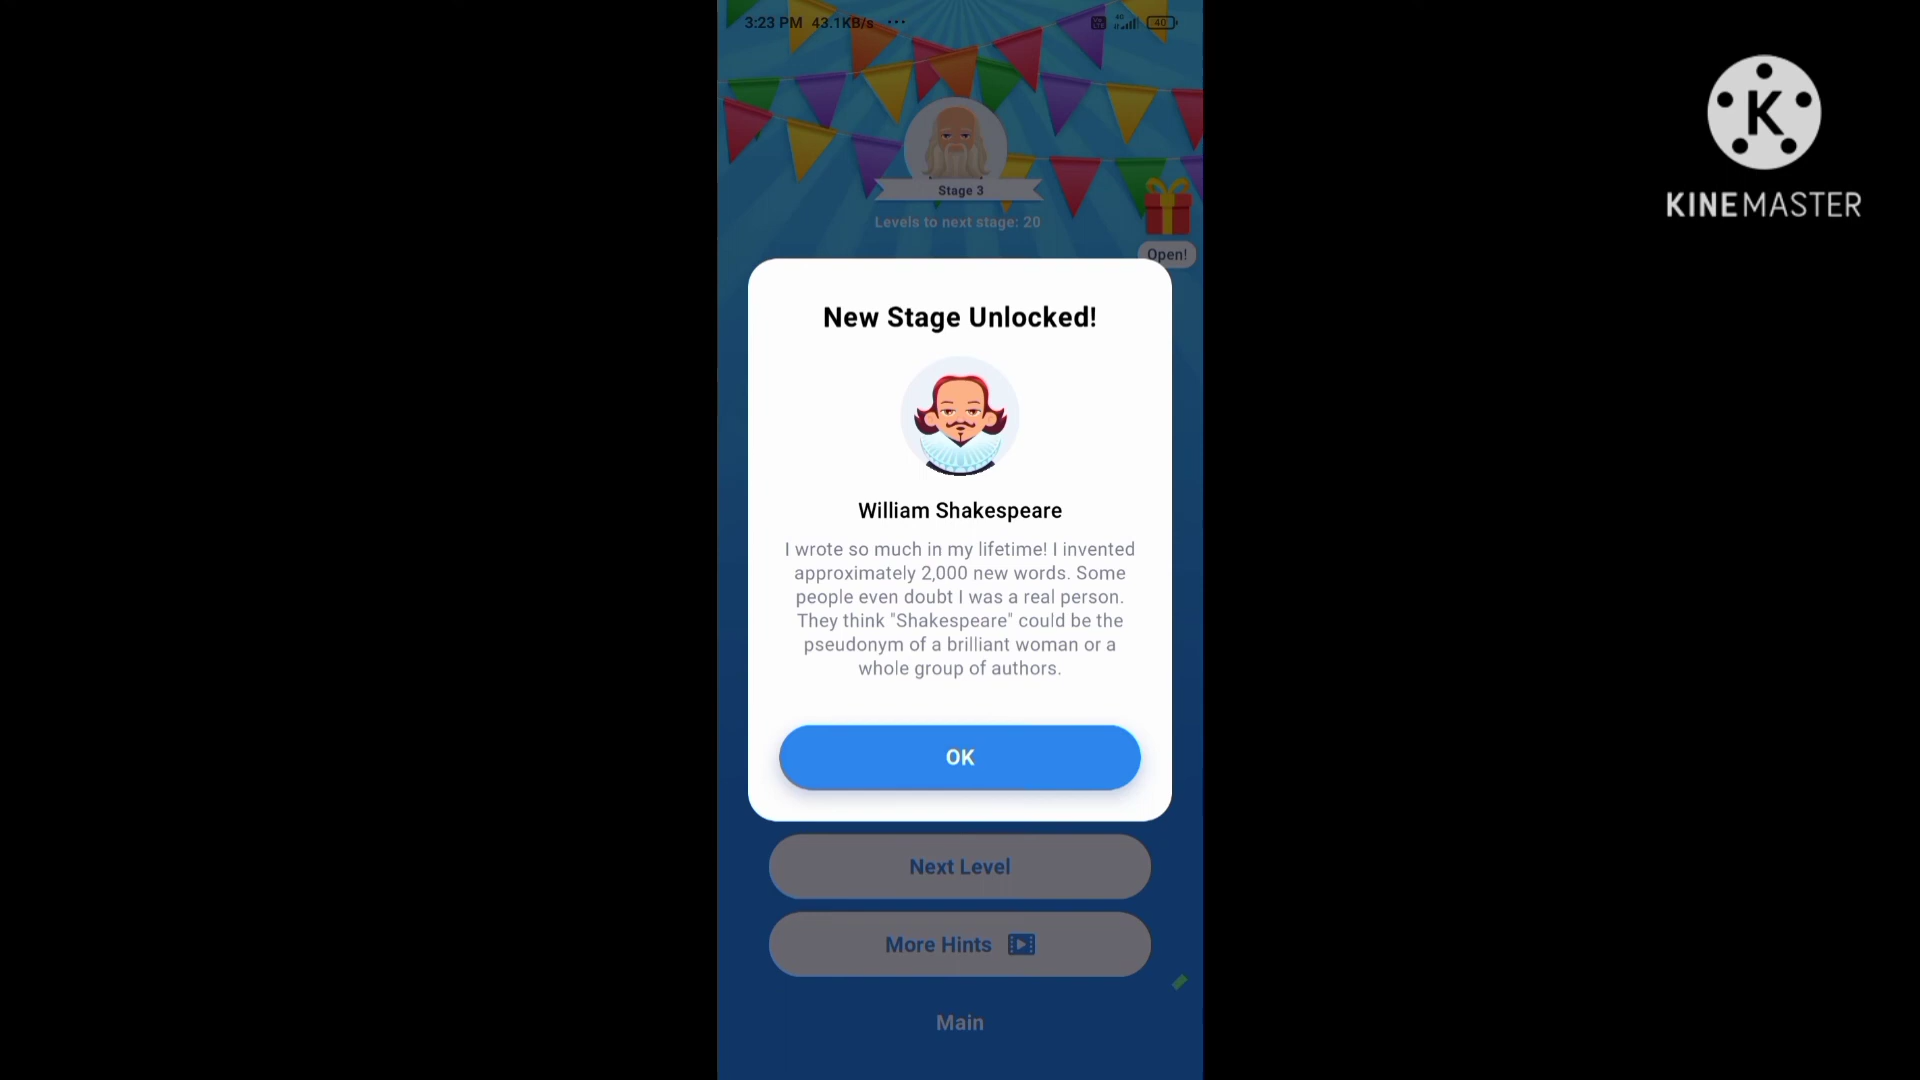 3:23 PM 43.1KB/s ...
4G
40
K
KINEMASTER
Stage 3
Levels to next stage: 20
Open!
New Stage Unlocked!
William Shakespeare
I wrote so much in my lifetime! I invented
approximately 2,000 new words. Some
people even doubt I was a real person.
They think "Shakespeare" could be the
pseudonym of a brilliant woman or a
whole group of authors.
OK
Next Level
More Hints
Main